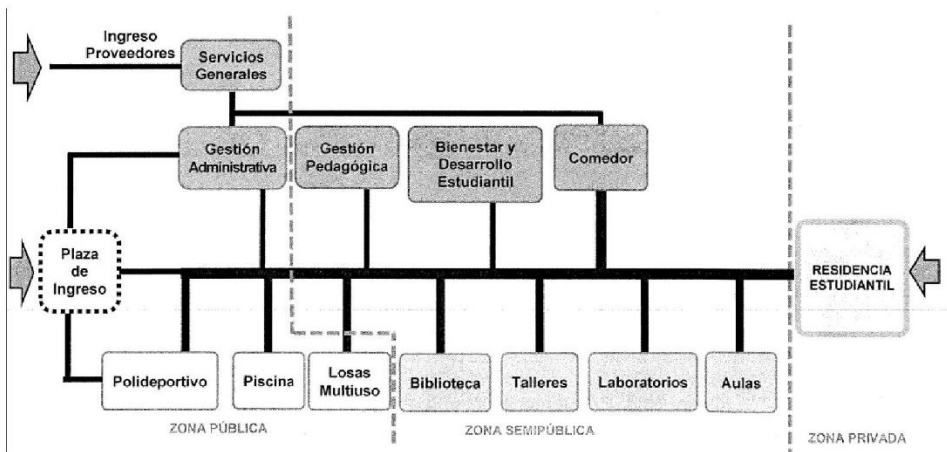 Ingreso
Proveedores
Servicios
Generales
Gestión
Administrativa
Gestión
Pedagógica
Bienestar y
Desarrollo
Estudiantil
Comedor
Plaza
de
Ingreso
RESIDENCIA
ESTUDIANTIL
Polideportivo
Piscina
Losas
Multiuso
Biblioteca
Talleres
Laboratorios
Aulas
ZONA PÚBLICA
ZONA SEMIPÚBLICA
ZONA PRIVADA